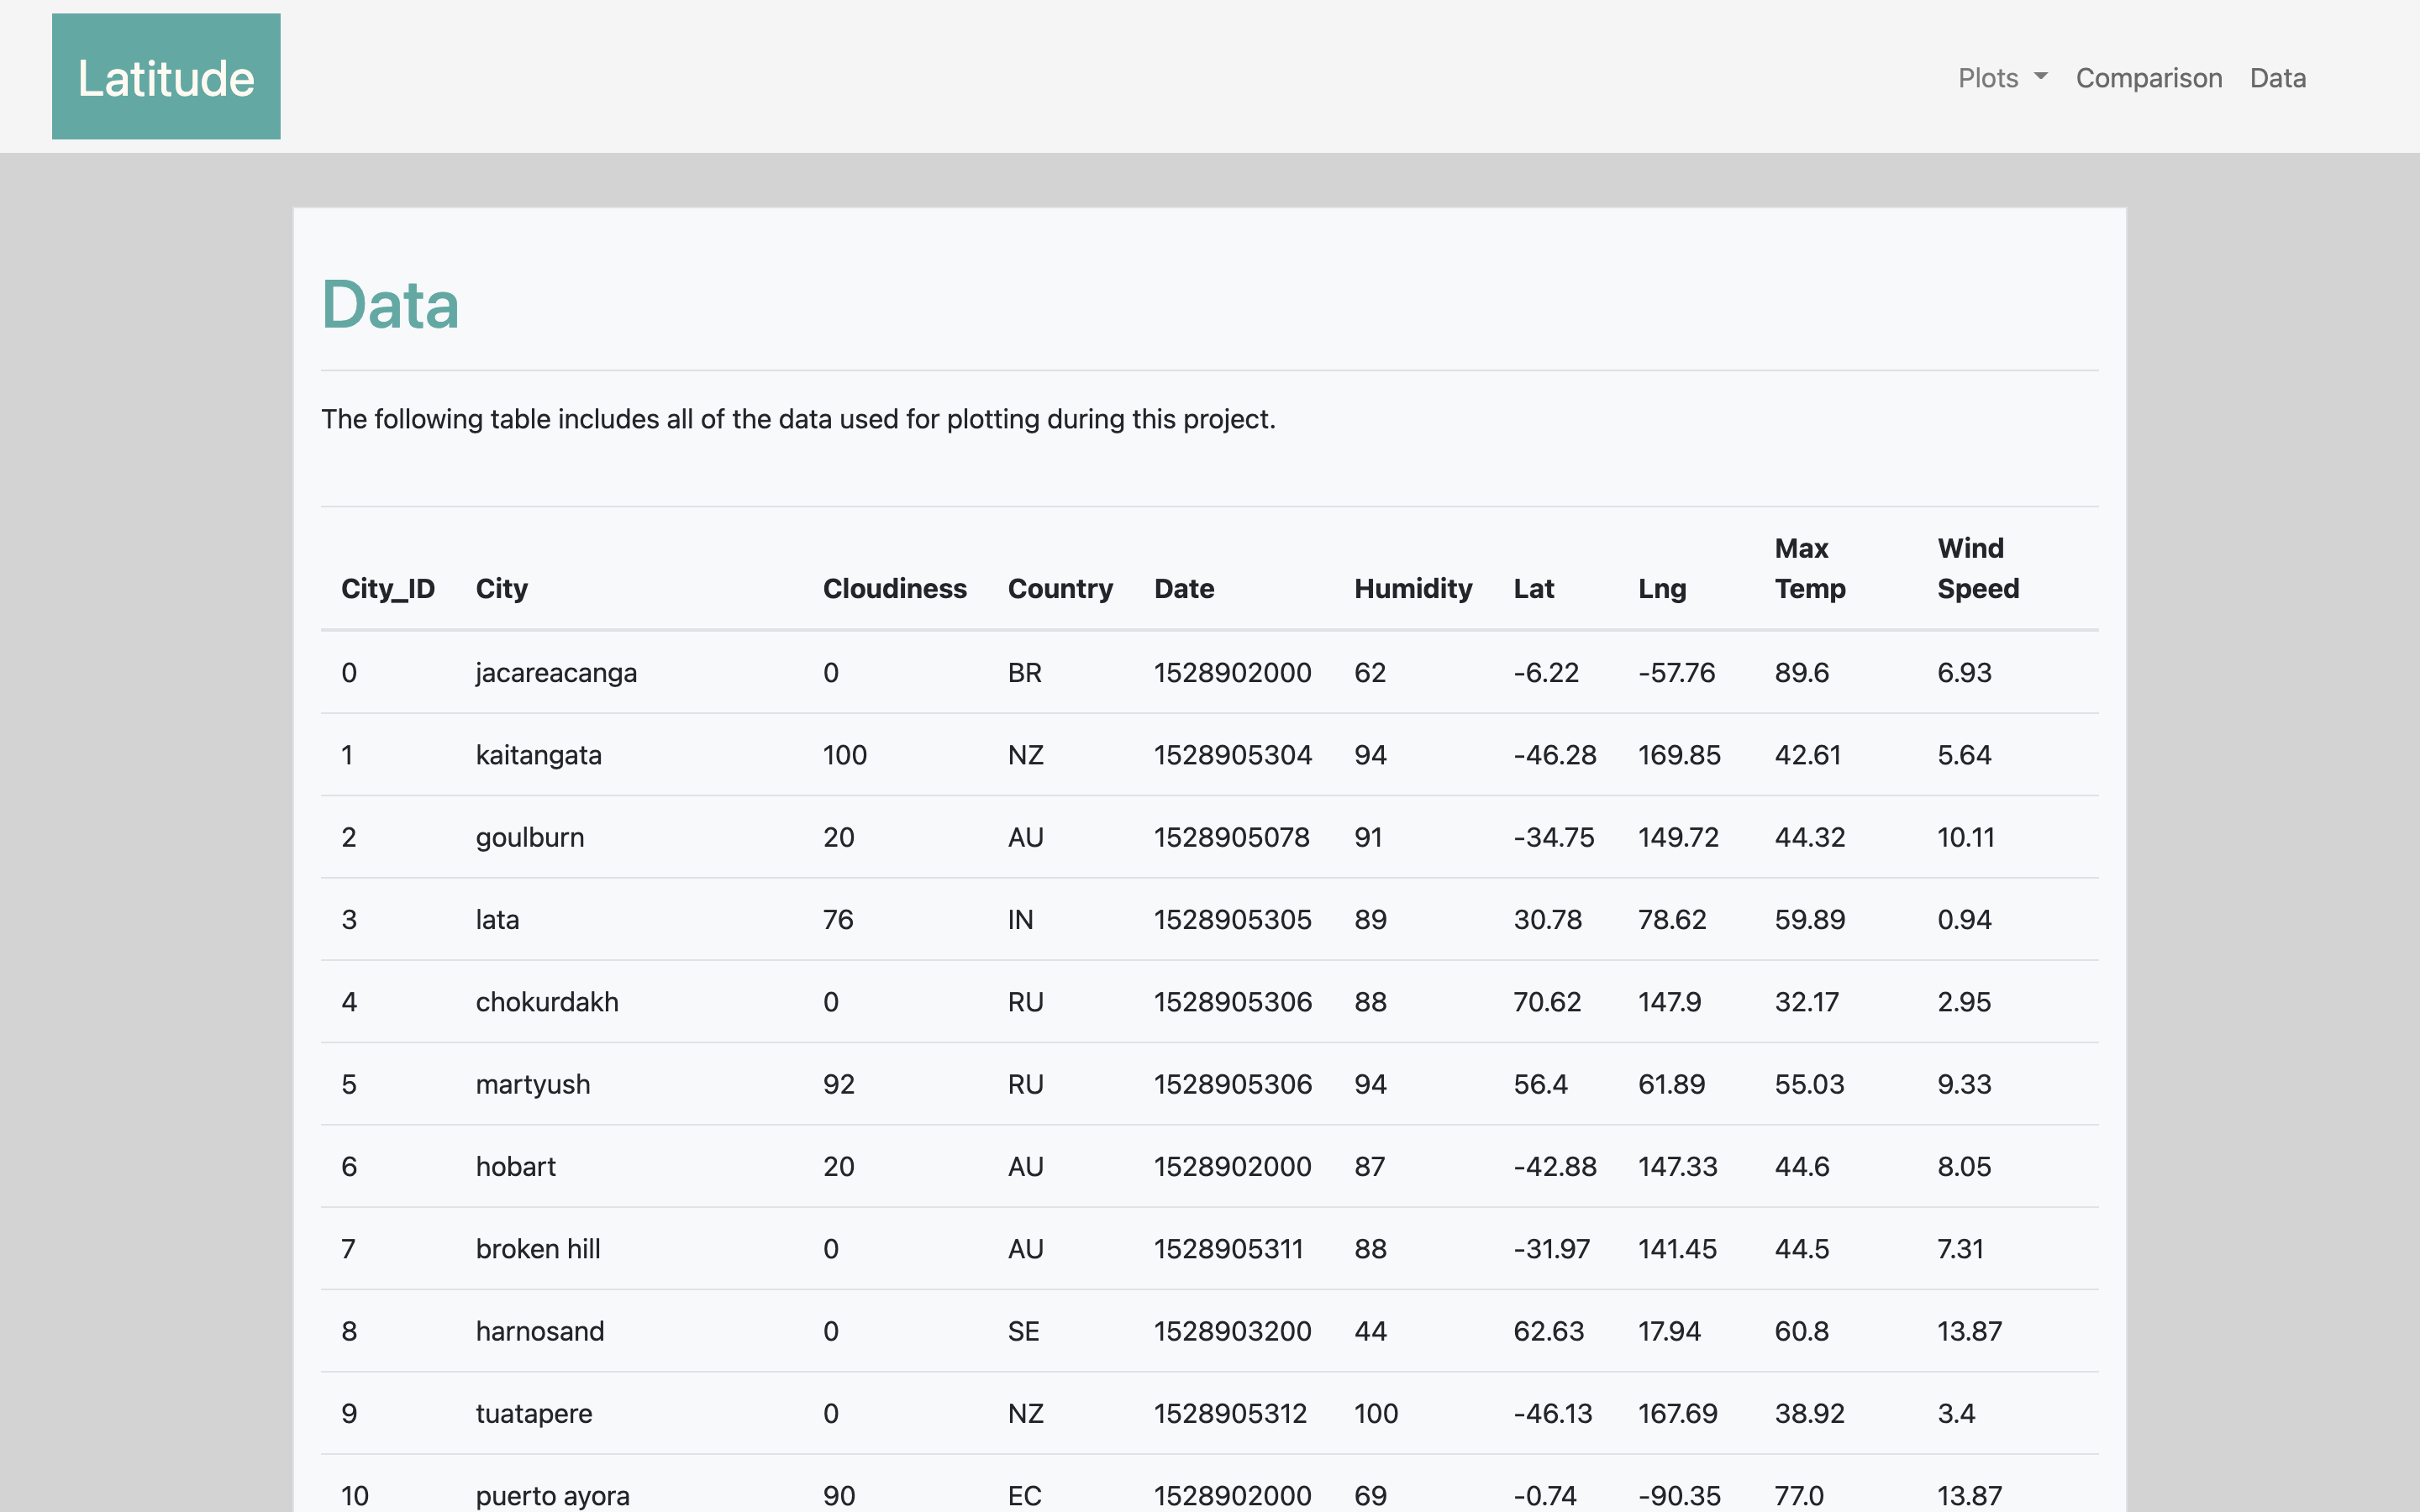 Latitude
Plots Comparison Data
Data
The following table includes all of the data used for plotting during this project.
City_ID City Cloudiness Country Date Humidity Lat Lng Max Temp Wind Speed
0 jacareacanga 0 BR 1528902000 62 -6.22 -57.76 89.6 6.93
1 kaitangata 100 NZ 1528905304 94 -46.28 169.85 42.61 5.64
2 goulburn 20 AU 1528905078 91 -34.75 149.72 44.32 10.11
3 lata 76 IN 1528905305 89 30.78 78.62 59.89 0.94
4 chokurdakh 0 RU 1528905306 88 70.62 147.9 32.17 2.95
5 martyush 92 RU 1528905306 94 56.4 61.89 55.03 9.33
6 hobart 20 AU 1528902000 87 -42.88 147.33 44.6 8.05
7 broken hill 0 AU 1528905311 88 -31.97 141.45 44.5 7.31
8 harnosand 0 SE 1528903200 44 62.63 17.94 60.8 13.87
9 tuatapere 0 NZ 1528905312 100 -46.13 167.69 38.92 3.4
10 puerto ayora 90 EC 1528902000 69 -0.74 -90.35 77.0 13.87